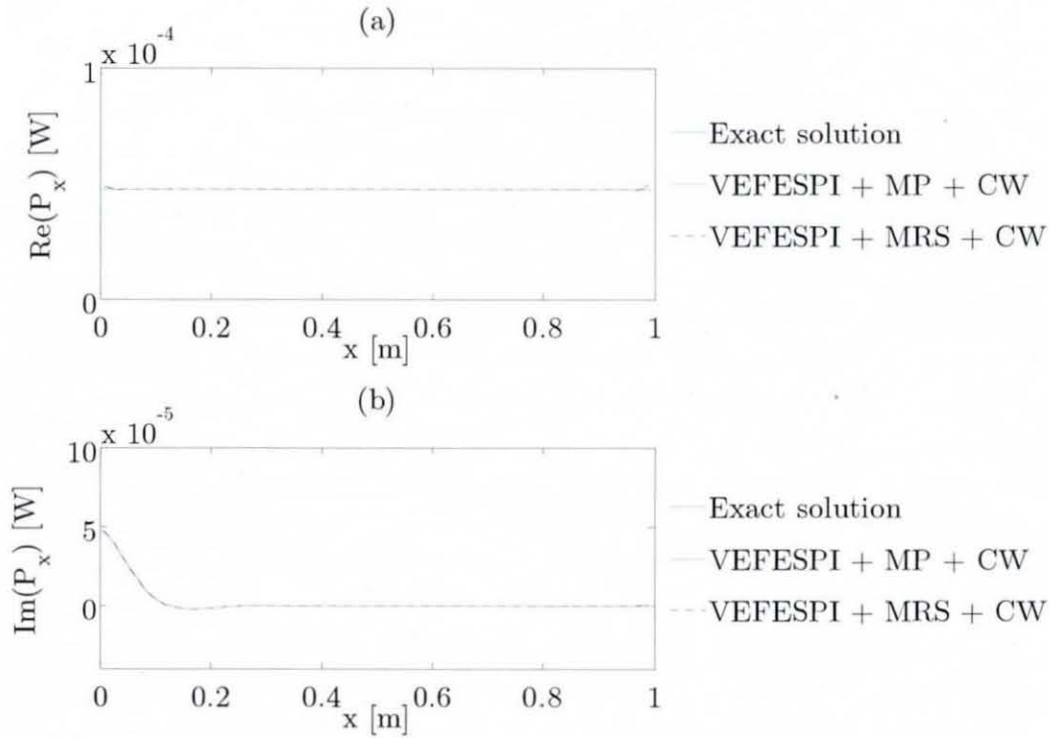 (a)
x 10^-4
1
0
Re(P_x) [W]
0 0.2 0.4 0.6 0.8 1
x [m]
Exact solution
VEFESPI + MP + CW
VEFESPI + MRS + CW
(b)
x 10^-5
10
5
0
Im(P_x) [W]
0 0.2 0.4 0.6 0.8 1
x [m]
Exact solution
VEFESPI + MP + CW
VEFESPI + MRS + CW